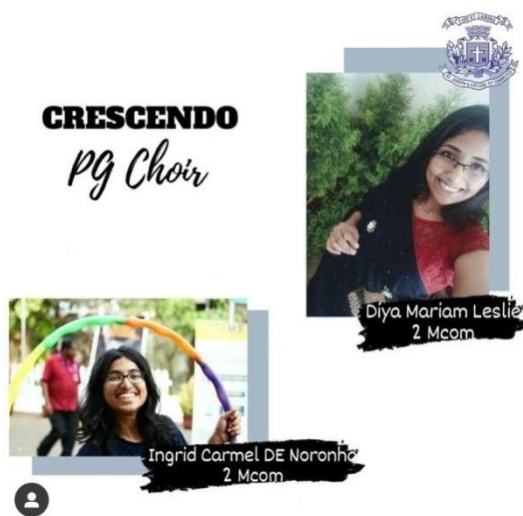 CRESCENDO
PG Choir
Diya Mariam Leslie
2 Mcom
Ingrid Carmel DE Noronha
2 Mcom